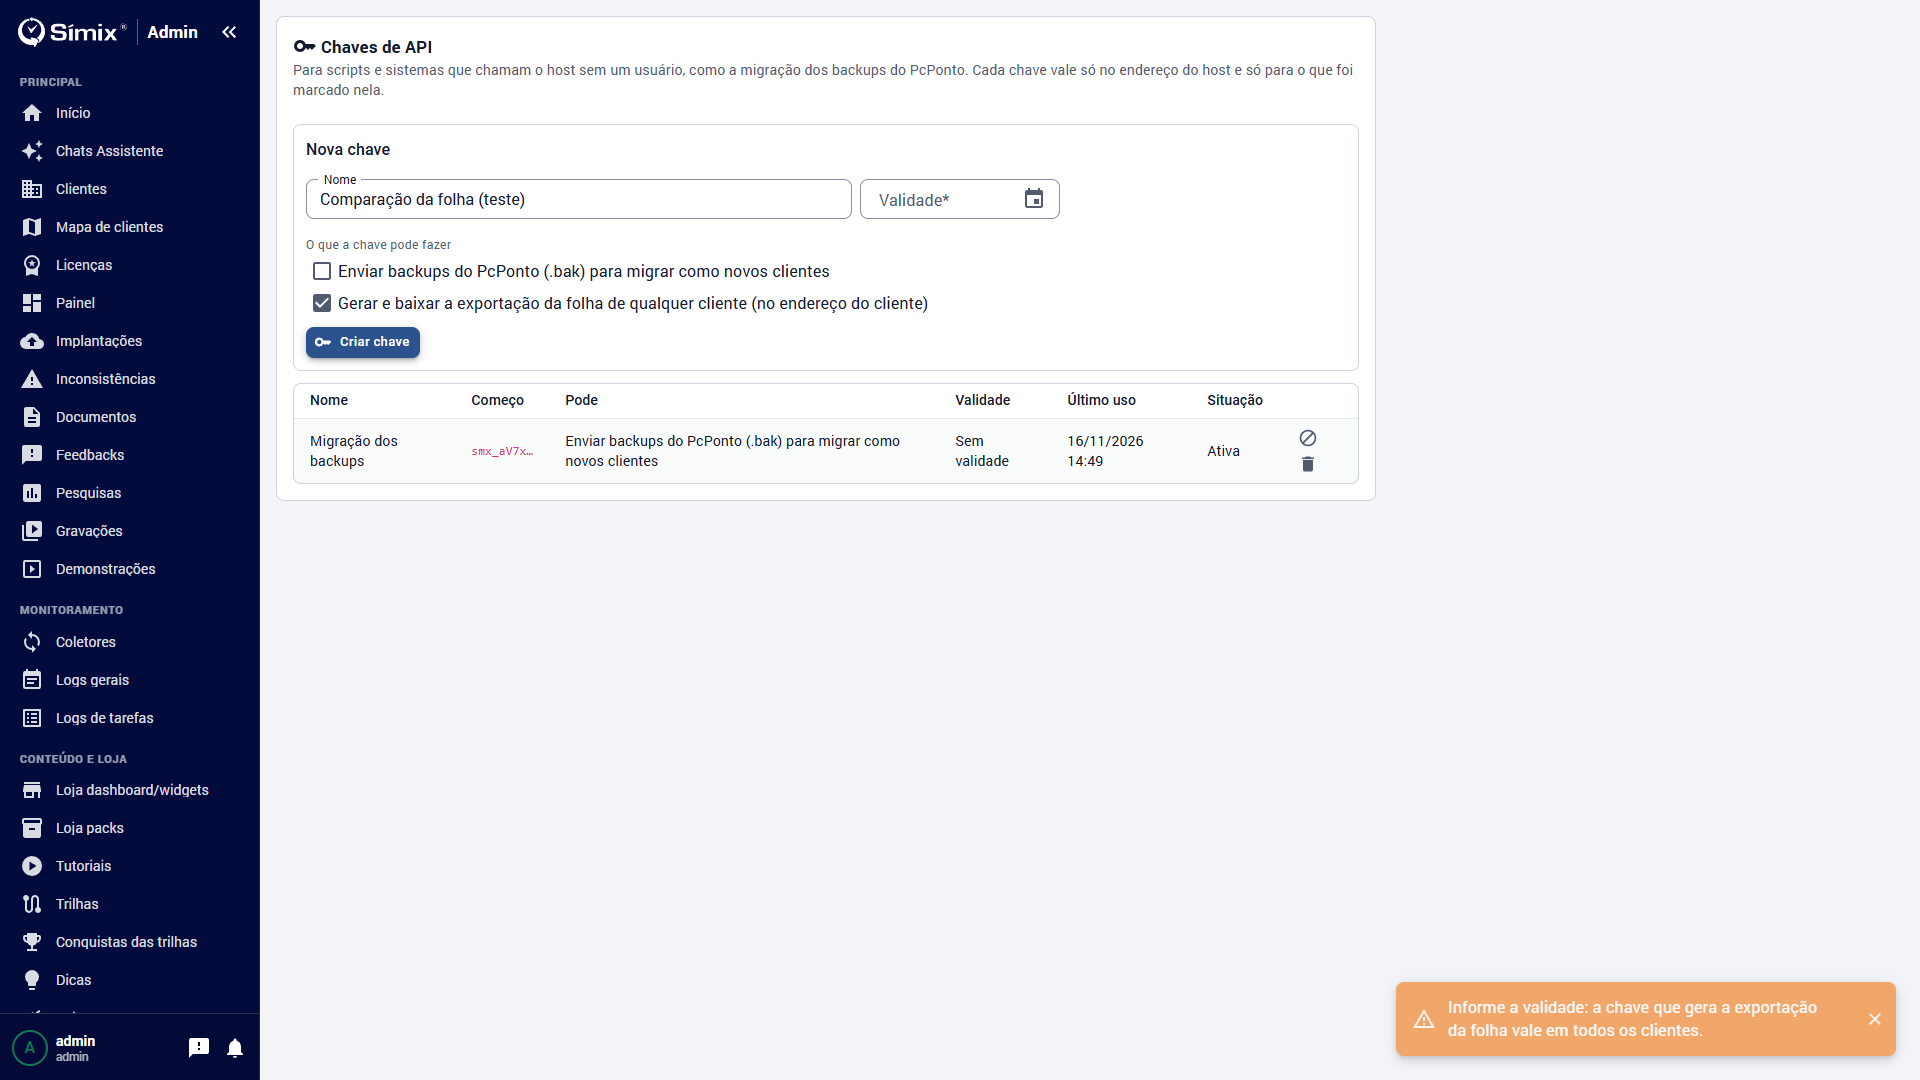 Símix®
Admin
PRINCIPAL
Início
Chats Assistente
Clientes
Mapa de clientes
Licenças
Painel
Implantações
Inconsistências
Documentos
Feedbacks
Pesquisas
Gravações
Demonstrações
MONITORAMENTO
Coletores
Logs gerais
Logs de tarefas
CONTEÚDO E LOJA
Loja dashboard/widgets
Loja packs
Tutoriais
Trilhas
Conquistas das trilhas
Dicas
A
admin
admin
Chaves de API
Para scripts e sistemas que chamam o host sem um usuário, como a migração dos backups do PcPonto. Cada chave vale só no endereço do host e só para o que foi
marcado nela.
Nova chave
Nome
Comparação da folha (teste)
Validade*
O que a chave pode fazer
Enviar backups do PcPonto (.bak) para migrar como novos clientes
Gerar e baixar a exportação da folha de qualquer cliente (no endereço do cliente)
Criar chave
Nome Começo Pode Validade Último uso Situação
Migração dos
backups
smx_aV7x…
Enviar backups do PcPonto (.bak) para migrar como
novos clientes
Sem
validade
16/11/2026
14:49
Ativa
Informe a validade: a chave que gera a exportação
da folha vale em todos os clientes.